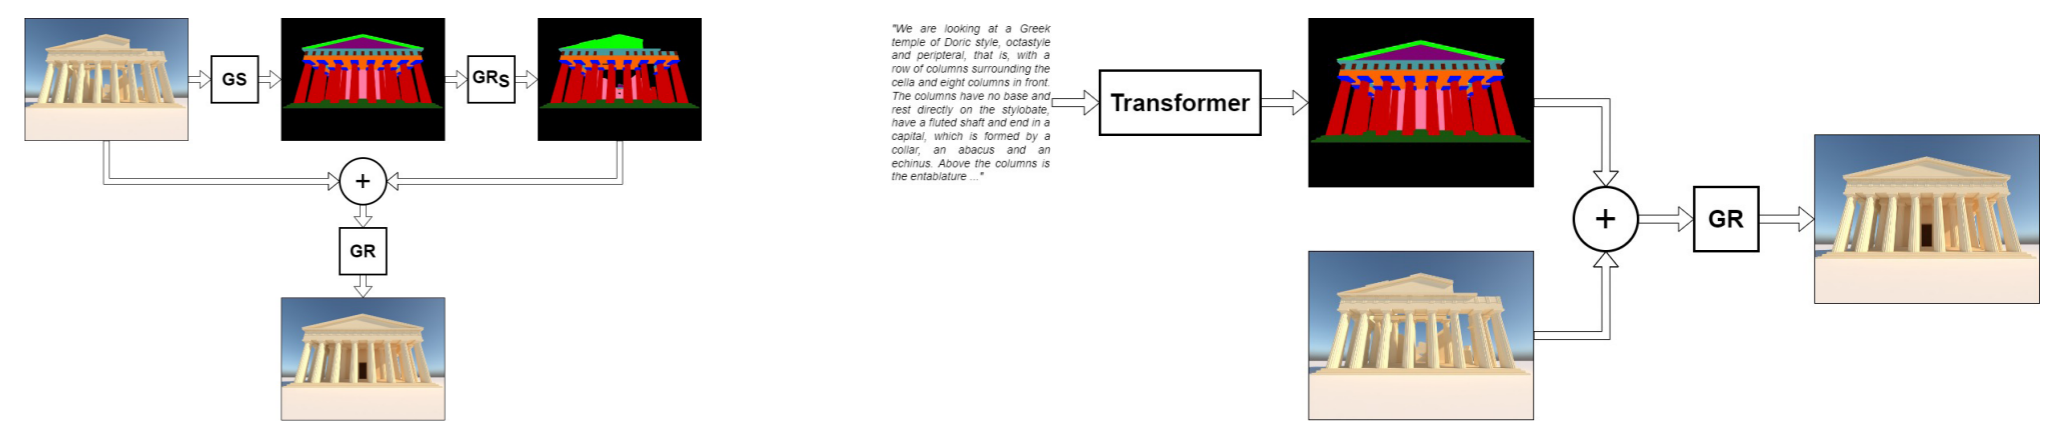 GS
GRS
+
GR
"We are looking at a Greek
temple of Doric style, octastyle
and peripteral, that is, with a
row of columns surrounding the
cella and eight columns in front.
The columns have no base and
rest directly on the stylobate,
have a fluted shaft and end in a
capital, which is formed by a
collar, an abacus and an
echinus. Above the columns is
the entablature ..."
Transformer
+
GR